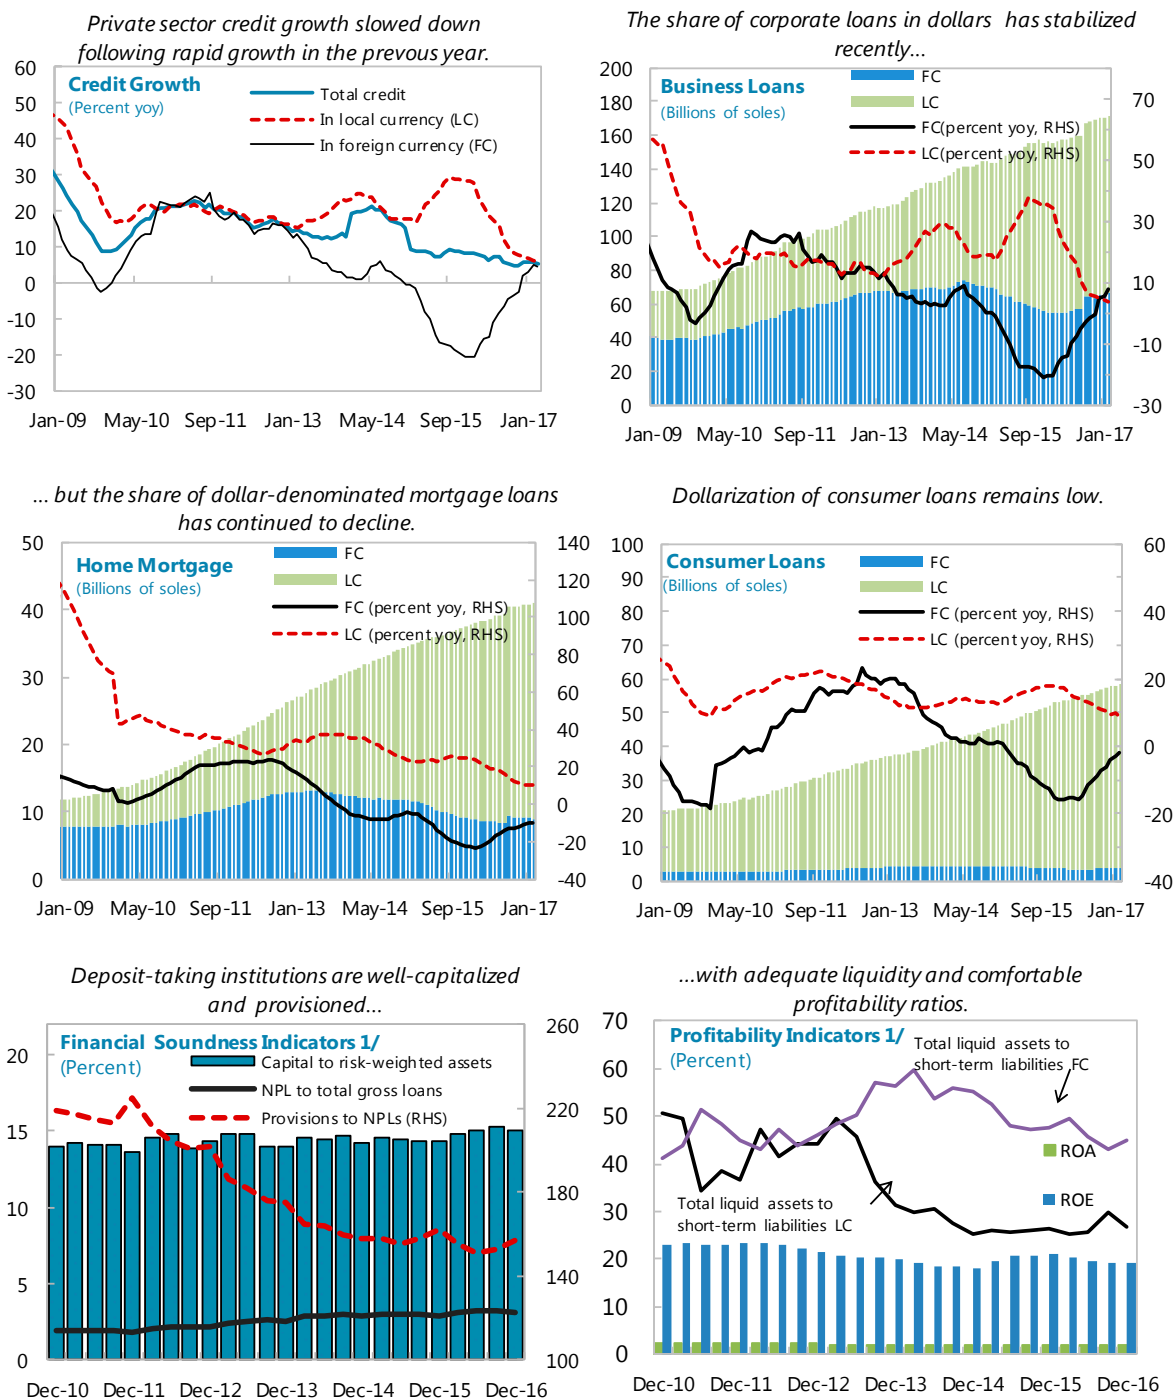 Private sector credit growth slowed down
following rapid growth in the prevous year.
Credit Growth
(Percent yoy)
Total credit
In local currency (LC)
In foreign currency (FC)
60
50
40
30
20
10
0
-10
-20
-30
Jan-09 May-10 Sep-11 Jan-13 May-14 Sep-15 Jan-17
The share of corporate loans in dollars has stabilized
recently...
Business Loans
(Billions of soles)
FC
LC
FC(percent yoy, RHS)
LC(percent yoy, RHS)
200
180
160
140
120
100
80
60
40
20
0
70
50
30
10
-10
-30
Jan-09 May-10 Sep-11 Jan-13 May-14 Sep-15 Jan-17
... but the share of dollar-denominated mortgage loans
has continued to decline.
Home Mortgage
(Billions of soles)
FC
LC
FC (percent yoy, RHS)
LC (percent yoy, RHS)
50
40
30
20
10
0
140
120
100
80
60
40
20
0
-20
-40
Jan-09 May-10 Sep-11 Jan-13 May-14 Sep-15 Jan-17
Dollarization of consumer loans remains low.
Consumer Loans
(Billions of soles)
FC
LC
FC (percent yoy, RHS)
LC (percent yoy, RHS)
100
90
80
70
60
50
40
30
20
10
0
60
40
20
0
-20
-40
Jan-09 May-10 Sep-11 Jan-13 May-14 Sep-15 Jan-17
Deposit-taking institutions are well-capitalized
and provisioned...
Financial Soundness Indicators 1/
(Percent)
Capital to risk-weighted assets
NPL to total gross loans
Provisions to NPLs (RHS)
20
15
10
5
0
260
220
180
140
100
Dec-10 Dec-11 Dec-12 Dec-13 Dec-14 Dec-15 Dec-16
...with adequate liquidity and comfortable
profitability ratios.
Profitability Indicators 1/
(Percent)
Total liquid assets to
short-term liabilities FC
ROA
ROE
Total liquid assets to
short-term liabilities LC
70
60
50
40
30
20
10
0
Dec-10 Dec-11 Dec-12 Dec-13 Dec-14 Dec-15 Dec-16